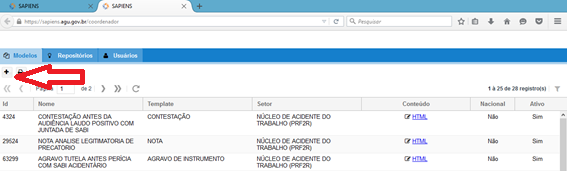 SAPIENS
SAPIENS
https://sapiens.agu.gov.br/coordenador
Pesquisar
Modelos Repositórios Usuários
Página 1 de 2
1 à 25 de 28 registro(s)
Id Nome Template Setor Conteúdo Nacional Ativo
4324 CONTESTAÇÃO ANTES DA AUDIÊNCIA LAUDO POSITIVO COM JUNTADA DE SABI CONTESTAÇÃO NÚCLEO DE ACIDENTE DO TRABALHO (PRF2R) HTML Não Sim
29524 NOTA ANALISE LEGITIMATORIA DE PRECATORIO NOTA NÚCLEO DE ACIDENTE DO TRABALHO (PRF2R) HTML Não Sim
63299 AGRAVO TUTELA ANTES PERÍCIA COM SABI ACIDENTÁRIO AGRAVO DE INSTRUMENTO NÚCLEO DE ACIDENTE DO TRABALHO (PRF2R) HTML Não Sim